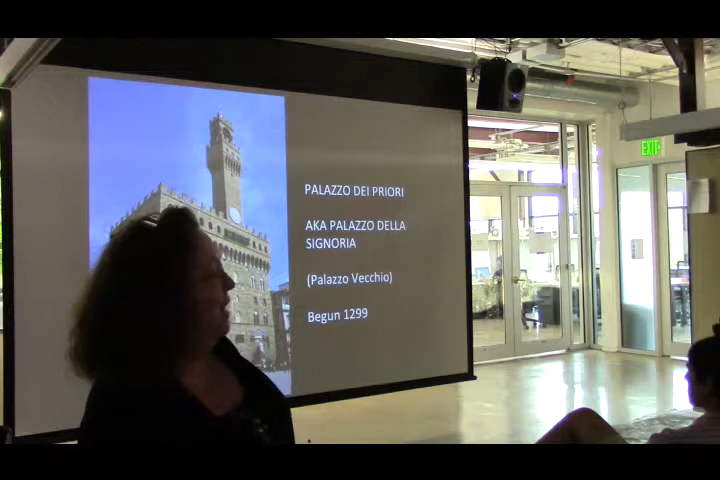 PALAZZO DEI PRIORI
AKA PALAZZO DELLA
SIGNORIA
(Palazzo Vecchio)
Begun 1299
EXIT